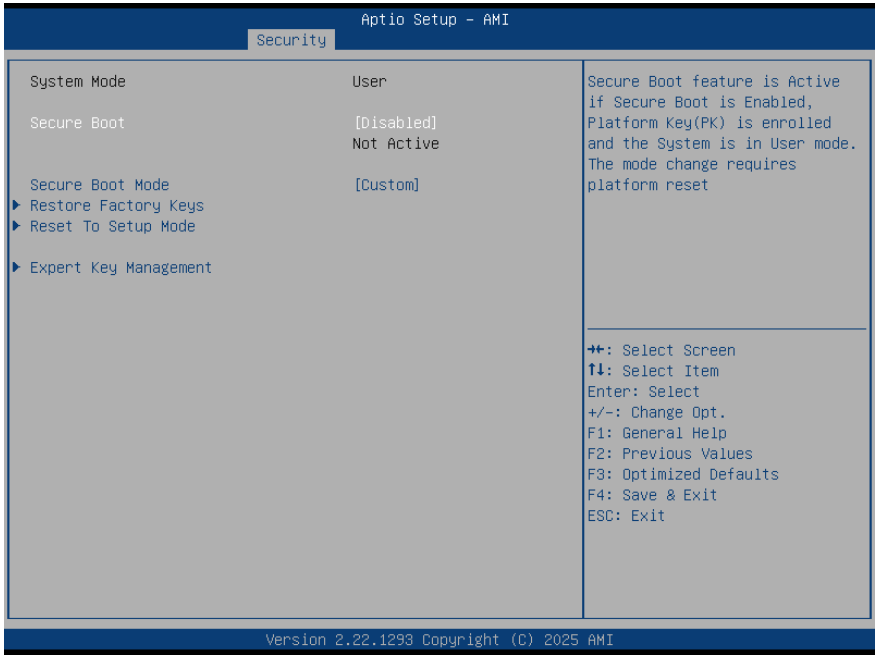 Aptio Setup – AMI
Security
System Mode User
Secure Boot [Disabled]
Not Active
Secure Boot Mode [Custom]
▶ Restore Factory Keys
▶ Reset To Setup Mode
▶ Expert Key Management
Secure Boot feature is Active
if Secure Boot is Enabled,
Platform Key(PK) is enrolled
and the System is in User mode.
The mode change requires
platform reset
→←: Select Screen
↑↓: Select Item
Enter: Select
+/-: Change Opt.
F1: General Help
F2: Previous Values
F3: Optimized Defaults
F4: Save & Exit
ESC: Exit
Version 2.22.1293 Copyright (C) 2025 AMI